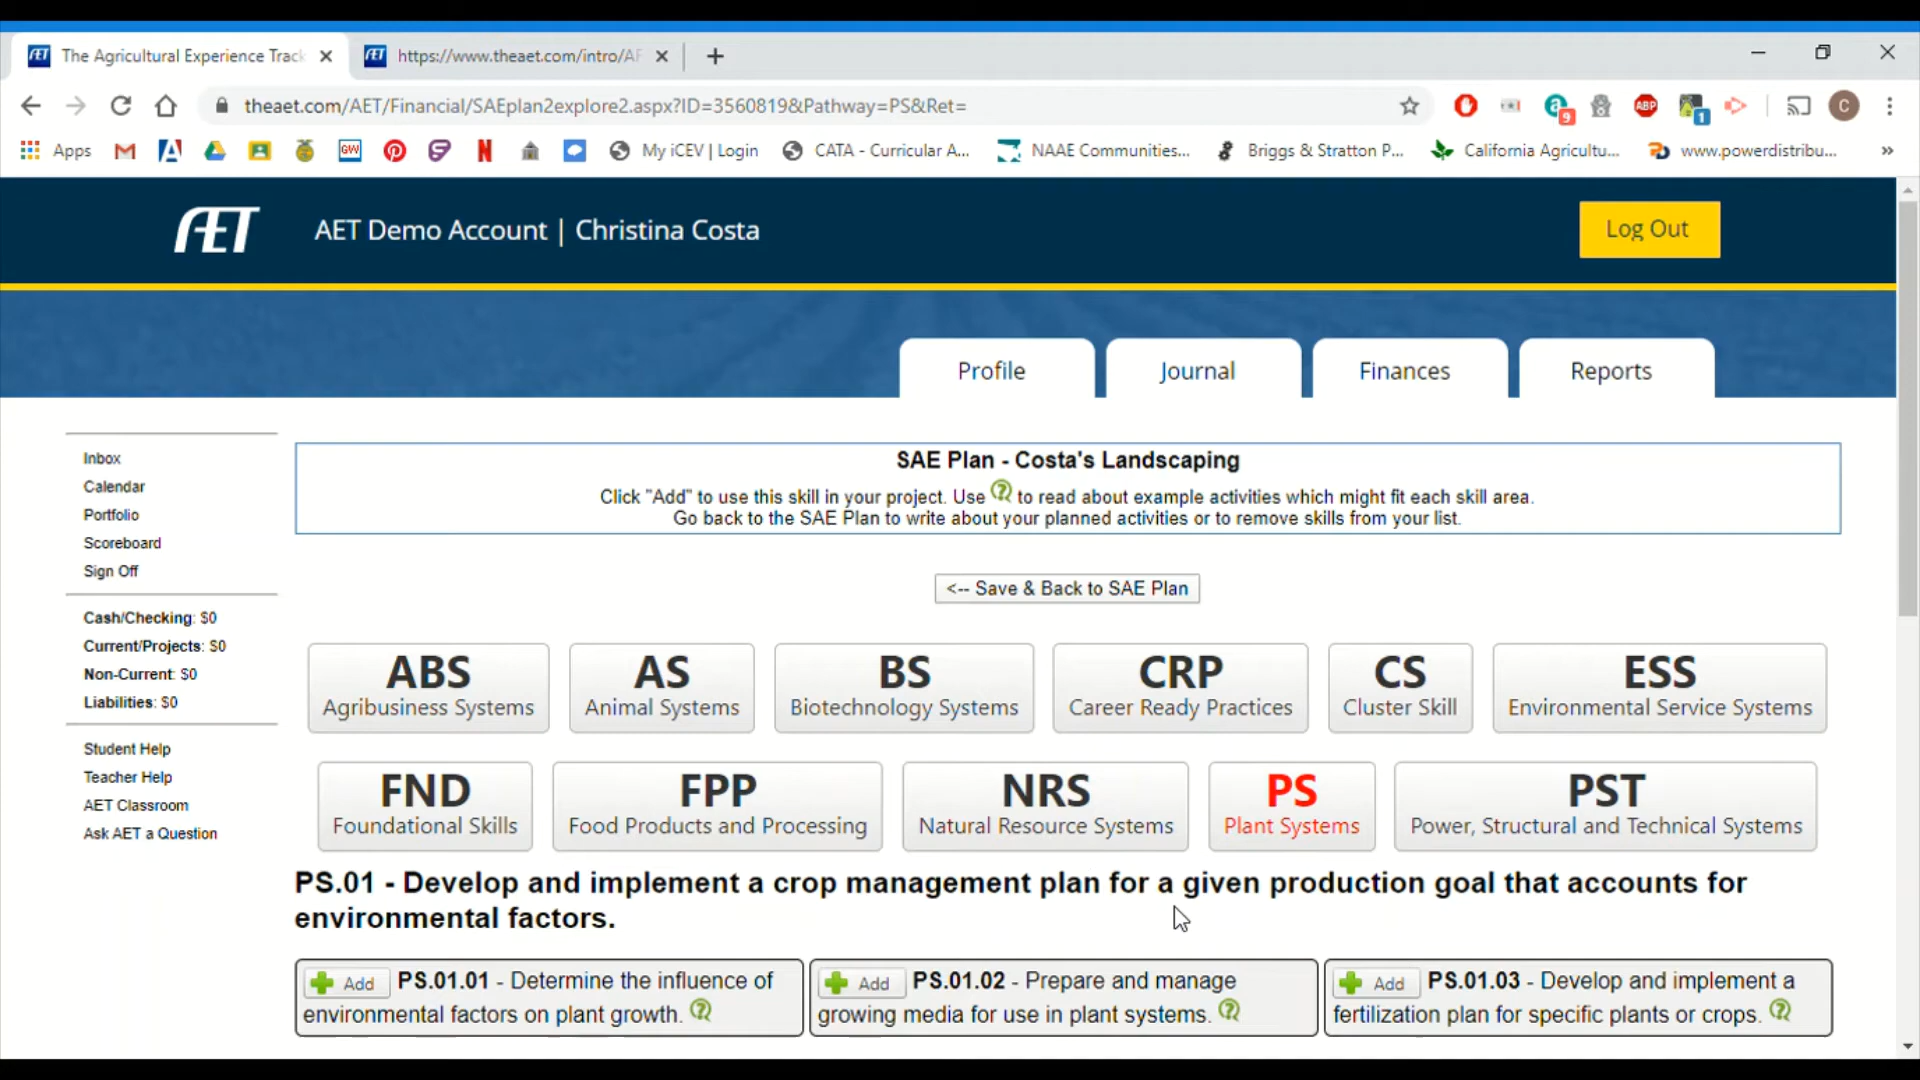 The Agricultural Experience Track
https://www.theaet.com/intro/AE
theaet.com/AET/Financial/SAEplan2explore2.aspx?ID=3560819&Pathway=PS&Ret=
ABP
9
1
C
Apps
GW
My iCEV | Login
CATA - Curricular A...
NAAE Communities...
Briggs & Stratton P...
California Agricultu...
www.powerdistribu...
»
AET
AET Demo Account | Christina Costa
Log Out
Profile
Journal
Finances
Reports
Inbox
Calendar
Portfolio
Scoreboard
Sign Off
Cash/Checking: $0
Current/Projects: $0
Non-Current: $0
Liabilities: $0
Student Help
Teacher Help
AET Classroom
Ask AET a Question
SAE Plan - Costa's Landscaping
Click "Add" to use this skill in your project. Use ? to read about example activities which might fit each skill area.
Go back to the SAE Plan to write about your planned activities or to remove skills from your list.
<-- Save & Back to SAE Plan
ABS
Agribusiness Systems
AS
Animal Systems
BS
Biotechnology Systems
CRP
Career Ready Practices
CS
Cluster Skill
ESS
Environmental Service Systems
FND
Foundational Skills
FPP
Food Products and Processing
NRS
Natural Resource Systems
PS
Plant Systems
PST
Power, Structural and Technical Systems
PS.01 - Develop and implement a crop management plan for a given production goal that accounts for
environmental factors.
Add PS.01.01 - Determine the influence of
environmental factors on plant growth. ?
Add PS.01.02 - Prepare and manage
growing media for use in plant systems. ?
Add PS.01.03 - Develop and implement a
fertilization plan for specific plants or crops. ?